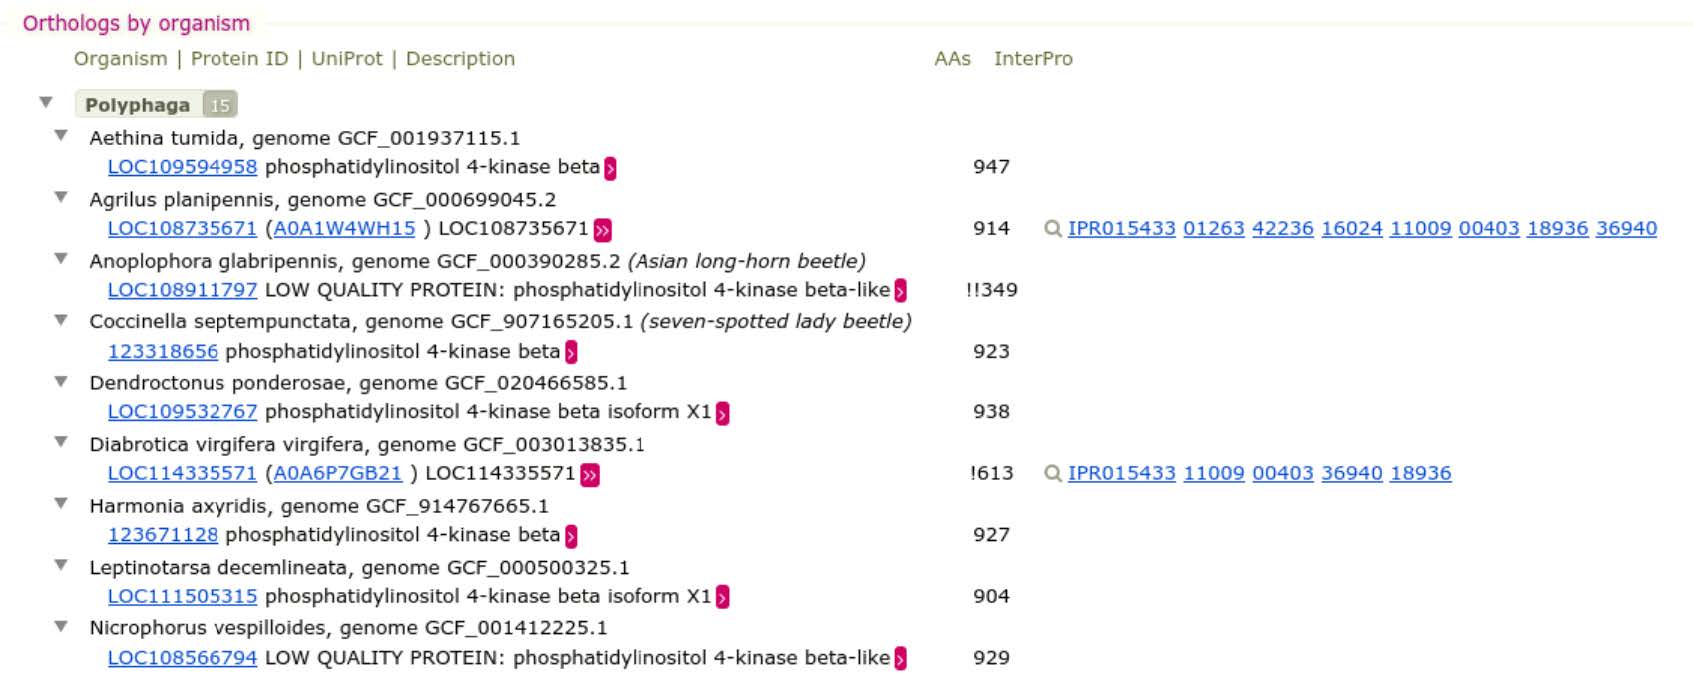 Orthologs by organism
Organism | Protein ID | UniProt | Description AAs InterPro
Polyphaga 15
Aethina tumida, genome GCF_001937115.1
LOC109594958 phosphatidylinositol 4-kinase beta › 947
Agrilus planipennis, genome GCF_000699045.2
LOC108735671 (A0A1W4WH15 ) LOC108735671 » 914 IPR015433 01263 42236 16024 11009 00403 18936 36940
Anoplophora glabripennis, genome GCF_000390285.2 (Asian long-horn beetle)
LOC108911797 LOW QUALITY PROTEIN: phosphatidylinositol 4-kinase beta-like › !!349
Coccinella septempunctata, genome GCF_907165205.1 (seven-spotted lady beetle)
123318656 phosphatidylinositol 4-kinase beta › 923
Dendroctonus ponderosae, genome GCF_020466585.1
LOC109532767 phosphatidylinositol 4-kinase beta isoform X1 › 938
Diabrotica virgifera virgifera, genome GCF_003013835.1
LOC114335571 (A0A6P7GB21 ) LOC114335571 » !613 IPR015433 11009 00403 36940 18936
Harmonia axyridis, genome GCF_914767665.1
123671128 phosphatidylinositol 4-kinase beta › 927
Leptinotarsa decemlineata, genome GCF_000500325.1
LOC111505315 phosphatidylinositol 4-kinase beta isoform X1 › 904
Nicrophorus vespilloides, genome GCF_001412225.1
LOC108566794 LOW QUALITY PROTEIN: phosphatidylinositol 4-kinase beta-like › 929